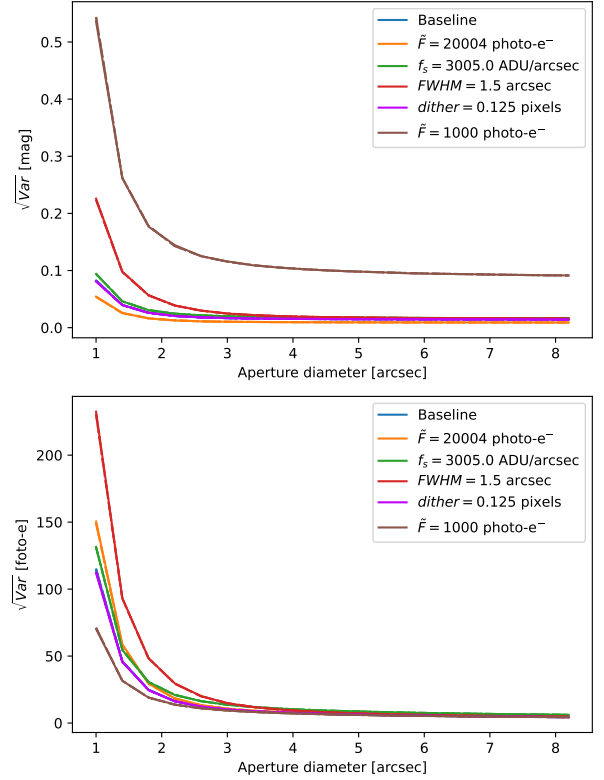 0.5
0.4
0.3
0.2
0.1
0.0
√Var [mag]
Baseline
F̃ = 20004 photo-e⁻
fₛ = 3005.0 ADU/arcsec
FWHM = 1.5 arcsec
dither = 0.125 pixels
F̃ = 1000 photo-e⁻
1 2 3 4 5 6 7 8
Aperture diameter [arcsec]
200
150
100
50
0
√Var [foto-e]
Baseline
F̃ = 20004 photo-e⁻
fₛ = 3005.0 ADU/arcsec
FWHM = 1.5 arcsec
dither = 0.125 pixels
F̃ = 1000 photo-e⁻
1 2 3 4 5 6 7 8
Aperture diameter [arcsec]